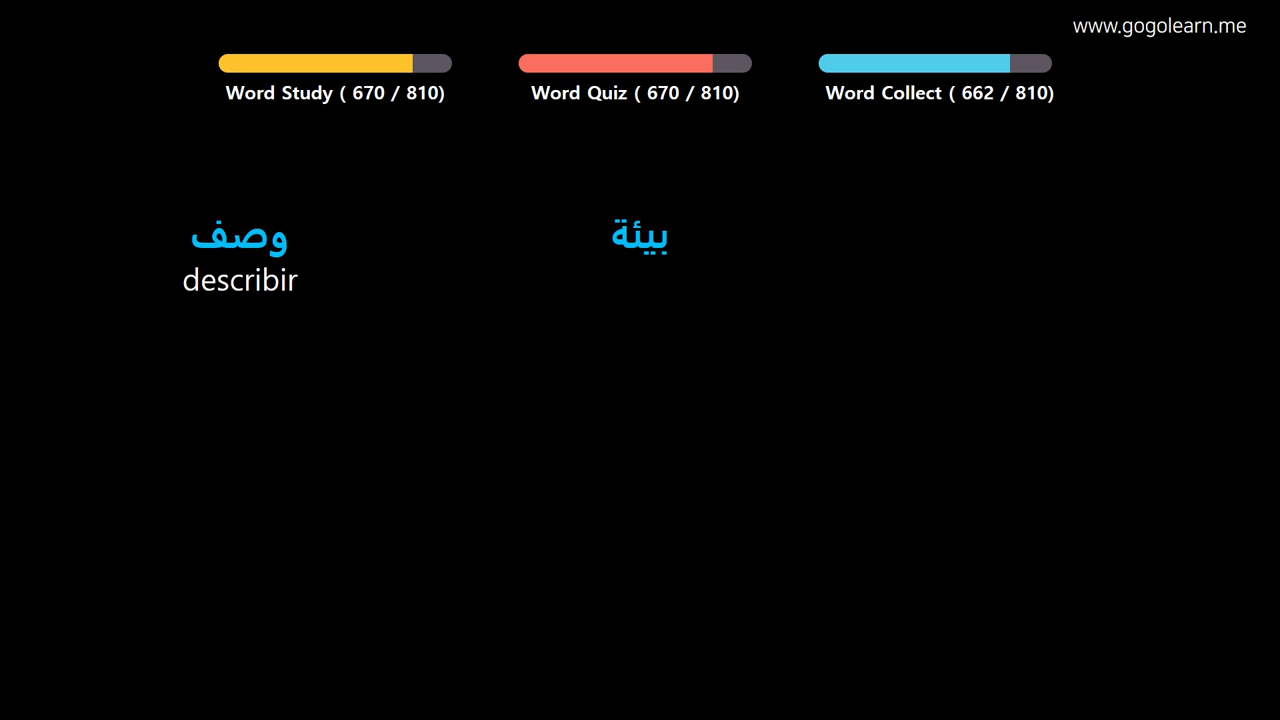 www.gogolearn.me
Word Study ( 670 / 810)
Word Quiz ( 670 / 810)
Word Collect ( 662 / 810)
وصف
describir
بيئة